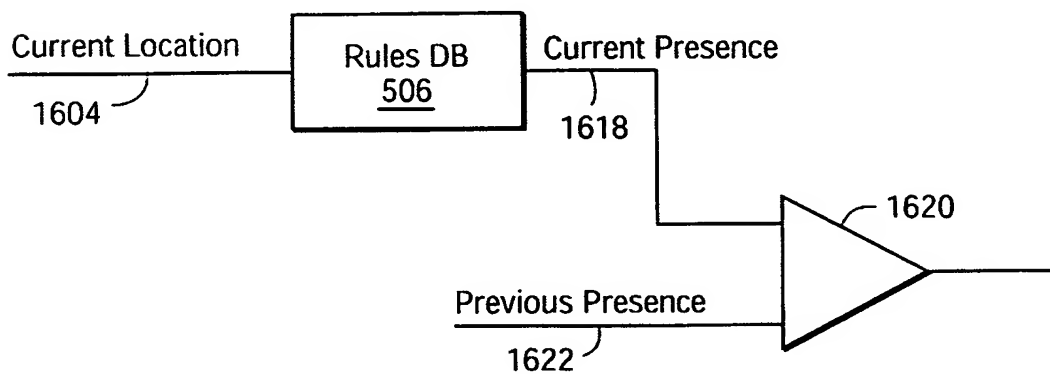 Current Location
1604
Rules DB
506
Current Presence
1618
1620
Previous Presence
1622